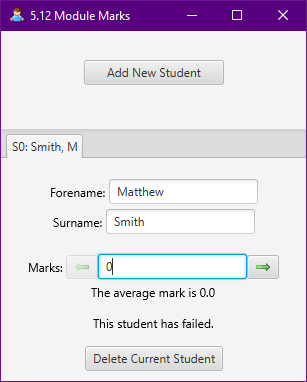 5.12 Module Marks
Add New Student
S0: Smith, M
Forename: Matthew
Surname: Smith
Marks: 0
The average mark is 0.0
This student has failed.
Delete Current Student